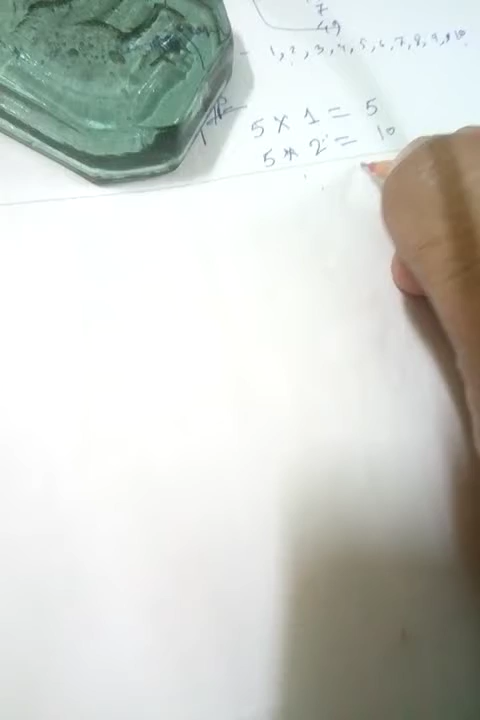 7
49
1, 2, 3, 4, 5, 6, 7, 8, 9, 10
5 × 1 = 5
5 × 2 = 10